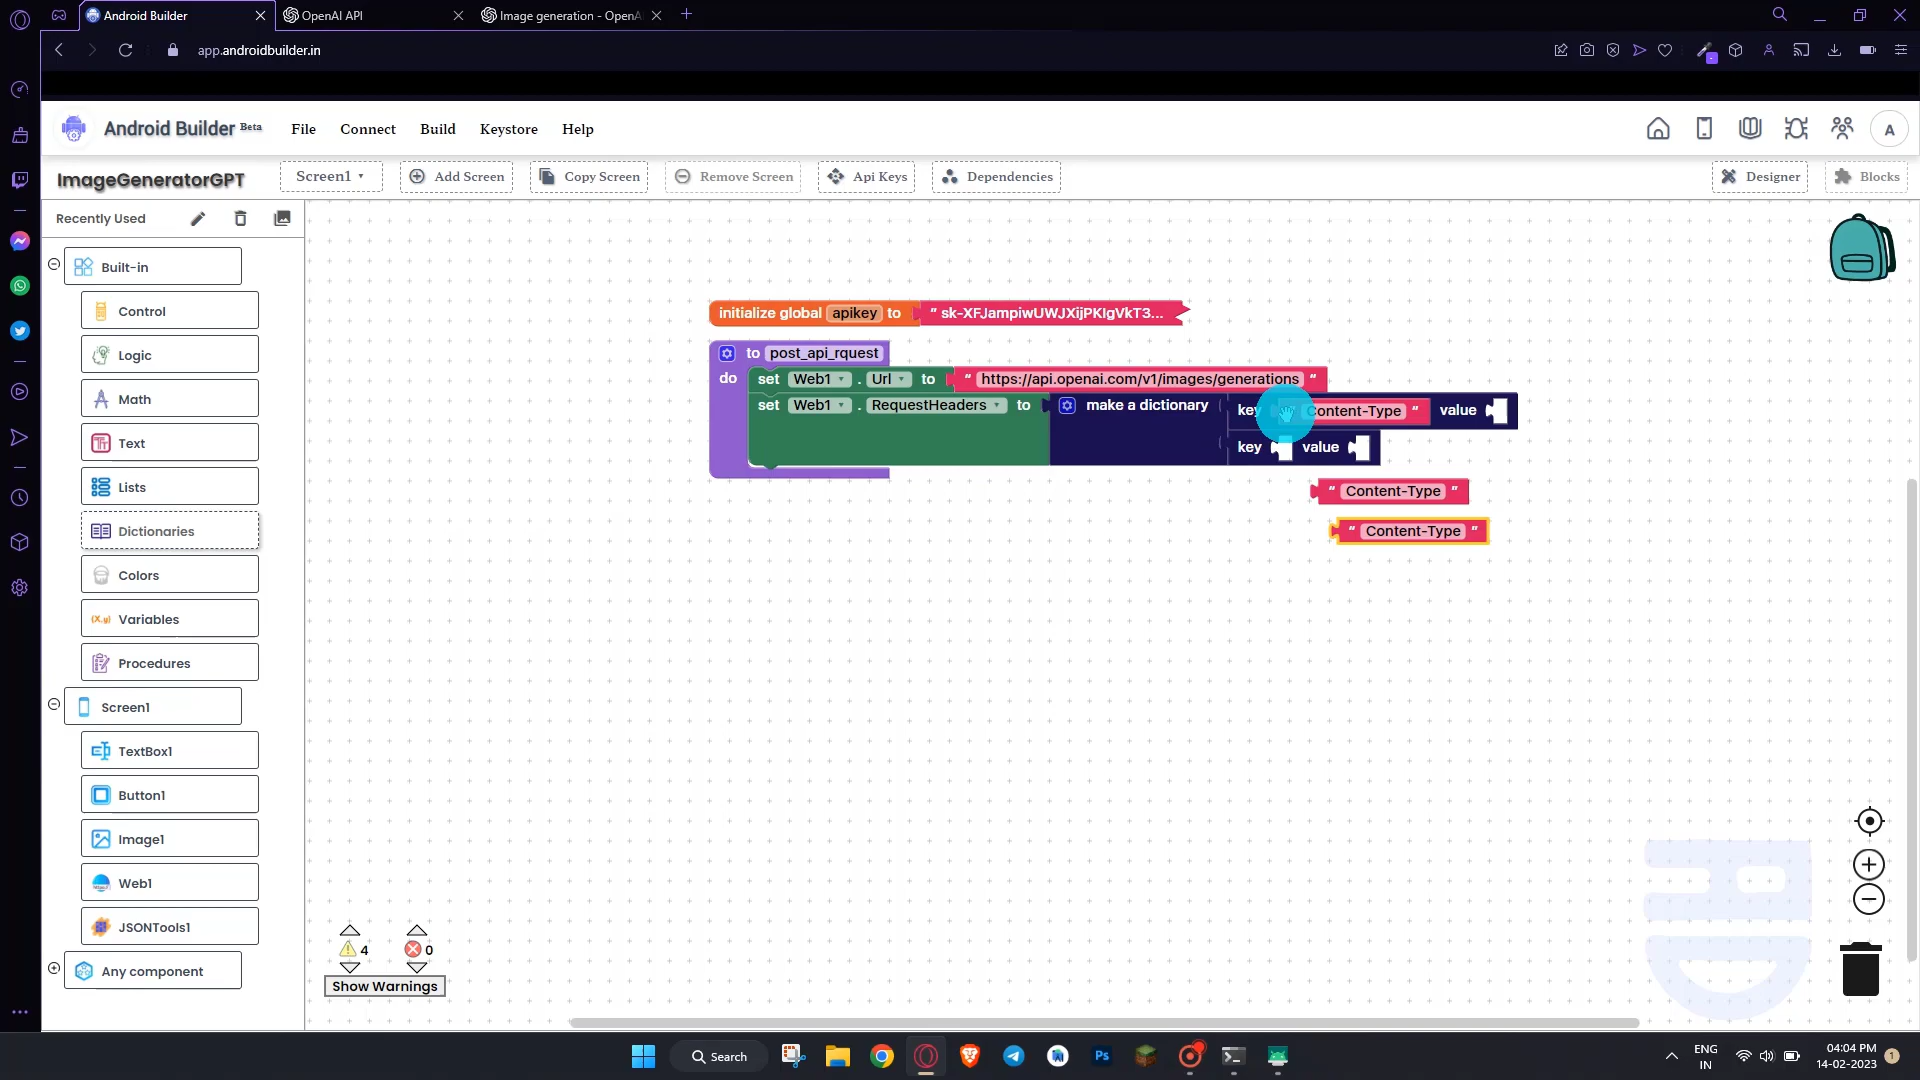 Android Builder
OpenAI API
Image generation - OpenA
app.androidbuilder.in
Android Builder Beta
File
Connect
Build
Keystore
Help
A
ImageGeneratorGPT
Screen1
Add Screen
Copy Screen
Remove Screen
Api Keys
Dependencies
Designer
Blocks
Recently Used
Built-in
Control
Logic
Math
Text
Lists
Dictionaries
Colors
Variables
Procedures
Screen1
TextBox1
Button1
Image1
Web1
JSONTools1
Any component
initialize global apikey to " sk-XFJampiwUWJXijPKIgVkT3...
to post_api_rquest
do set Web1 . Url to " https://api.openai.com/v1/images/generations "
set Web1 . RequestHeaders to make a dictionary key Content-Type " value
key value
" Content-Type "
" Content-Type "
4 0
Show Warnings
Search
Ps
ENG
IN
04:04 PM
14-02-2023
1